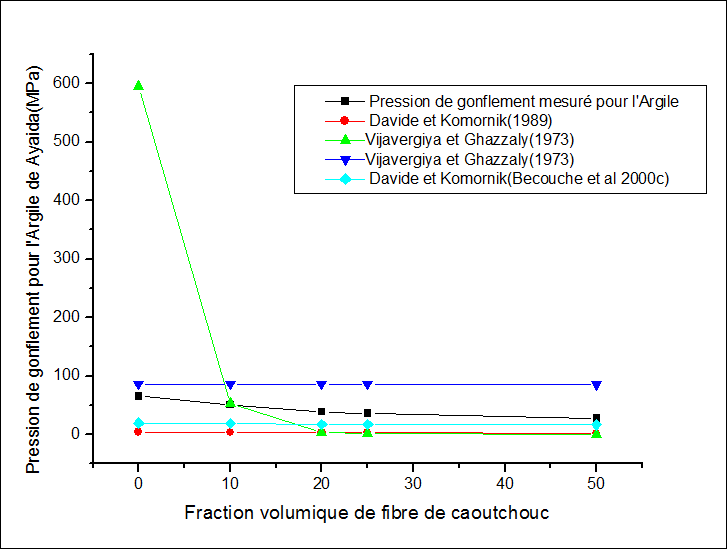 Pression de gonflement pour l'Argile de Ayaida(MPa)
600
500
400
300
200
100
0
Pression de gonflement mesuré pour l'Argile
Davide et Komornik(1989)
Vijavergiya et Ghazzaly(1973)
Vijavergiya et Ghazzaly(1973)
Davide et Komornik(Becouche et al 2000c)
0 10 20 30 40 50
Fraction volumique de fibre de caoutchouc